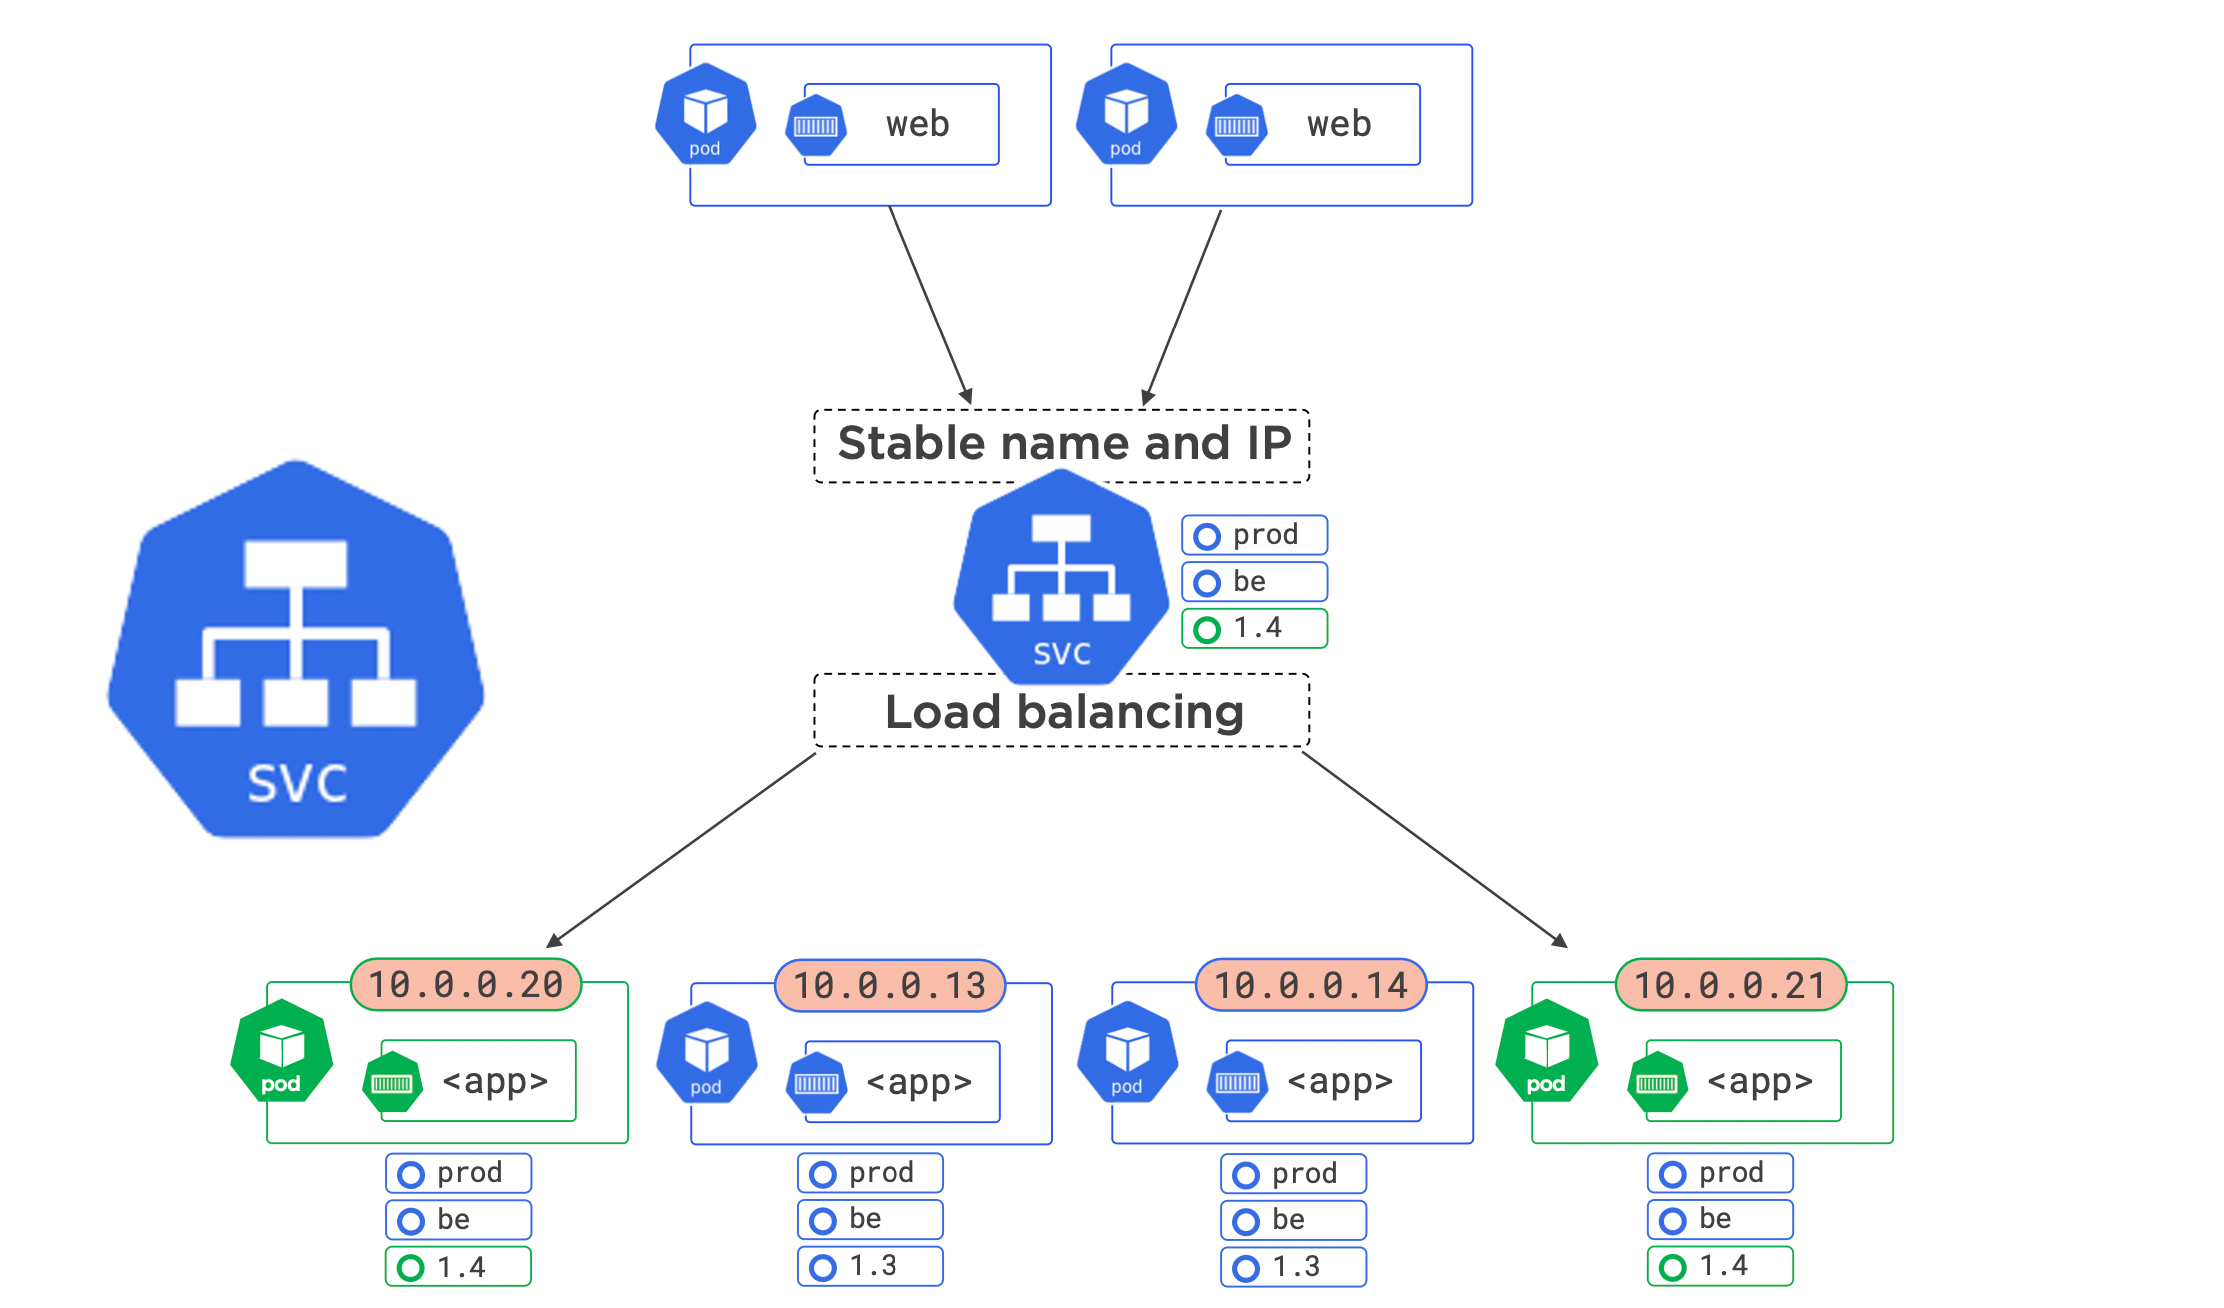 pod
web
pod
web
Stable name and IP
svc
prod
be
1.4
svc
Load balancing
10.0.0.20
pod
<app>
prod
be
1.4
10.0.0.13
pod
<app>
prod
be
1.3
10.0.0.14
pod
<app>
prod
be
1.3
10.0.0.21
pod
<app>
prod
be
1.4